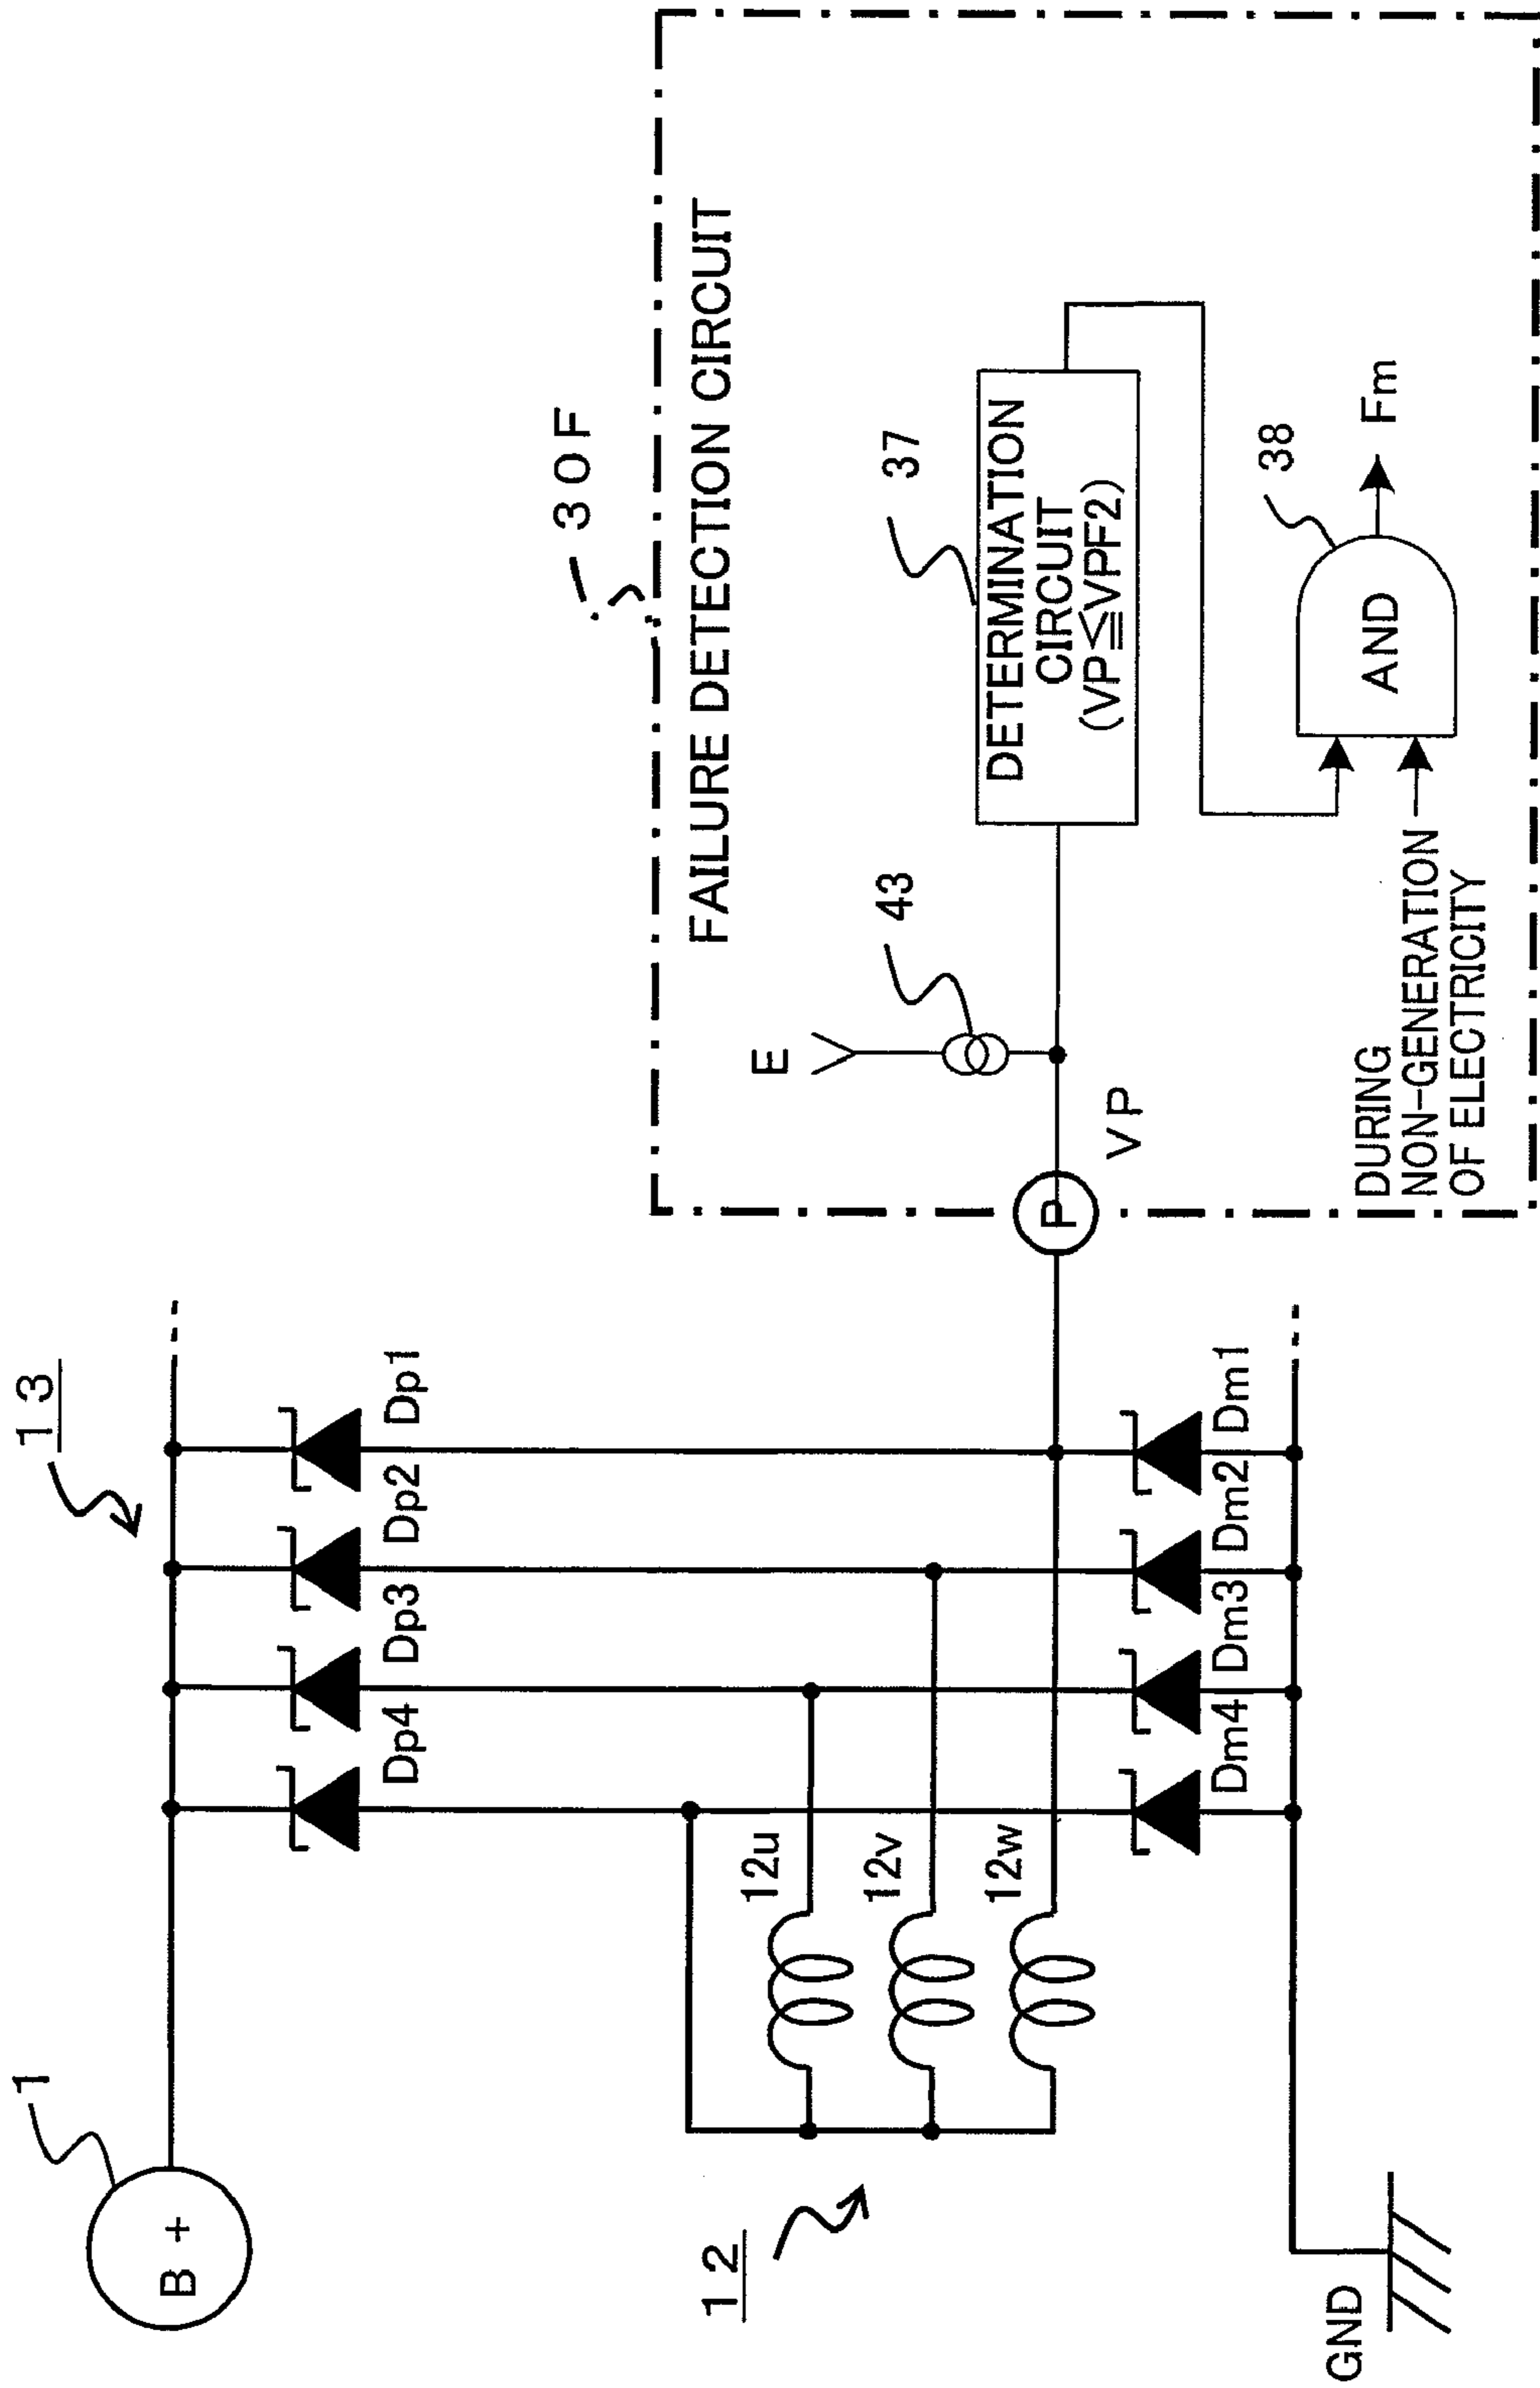 1
B +
13
Dp4
Dp3
Dp2
Dp1
12
12u
12v
12w
Dm4
Dm3
Dm2
Dm1
GND
30F
FAILURE DETECTION CIRCUIT
E
43
P
VP
37
DETERMINATION
CIRCUIT
(VP≦VPF2)
DURING
NON-GENERATION
OF ELECTRICITY
38
AND
Fm